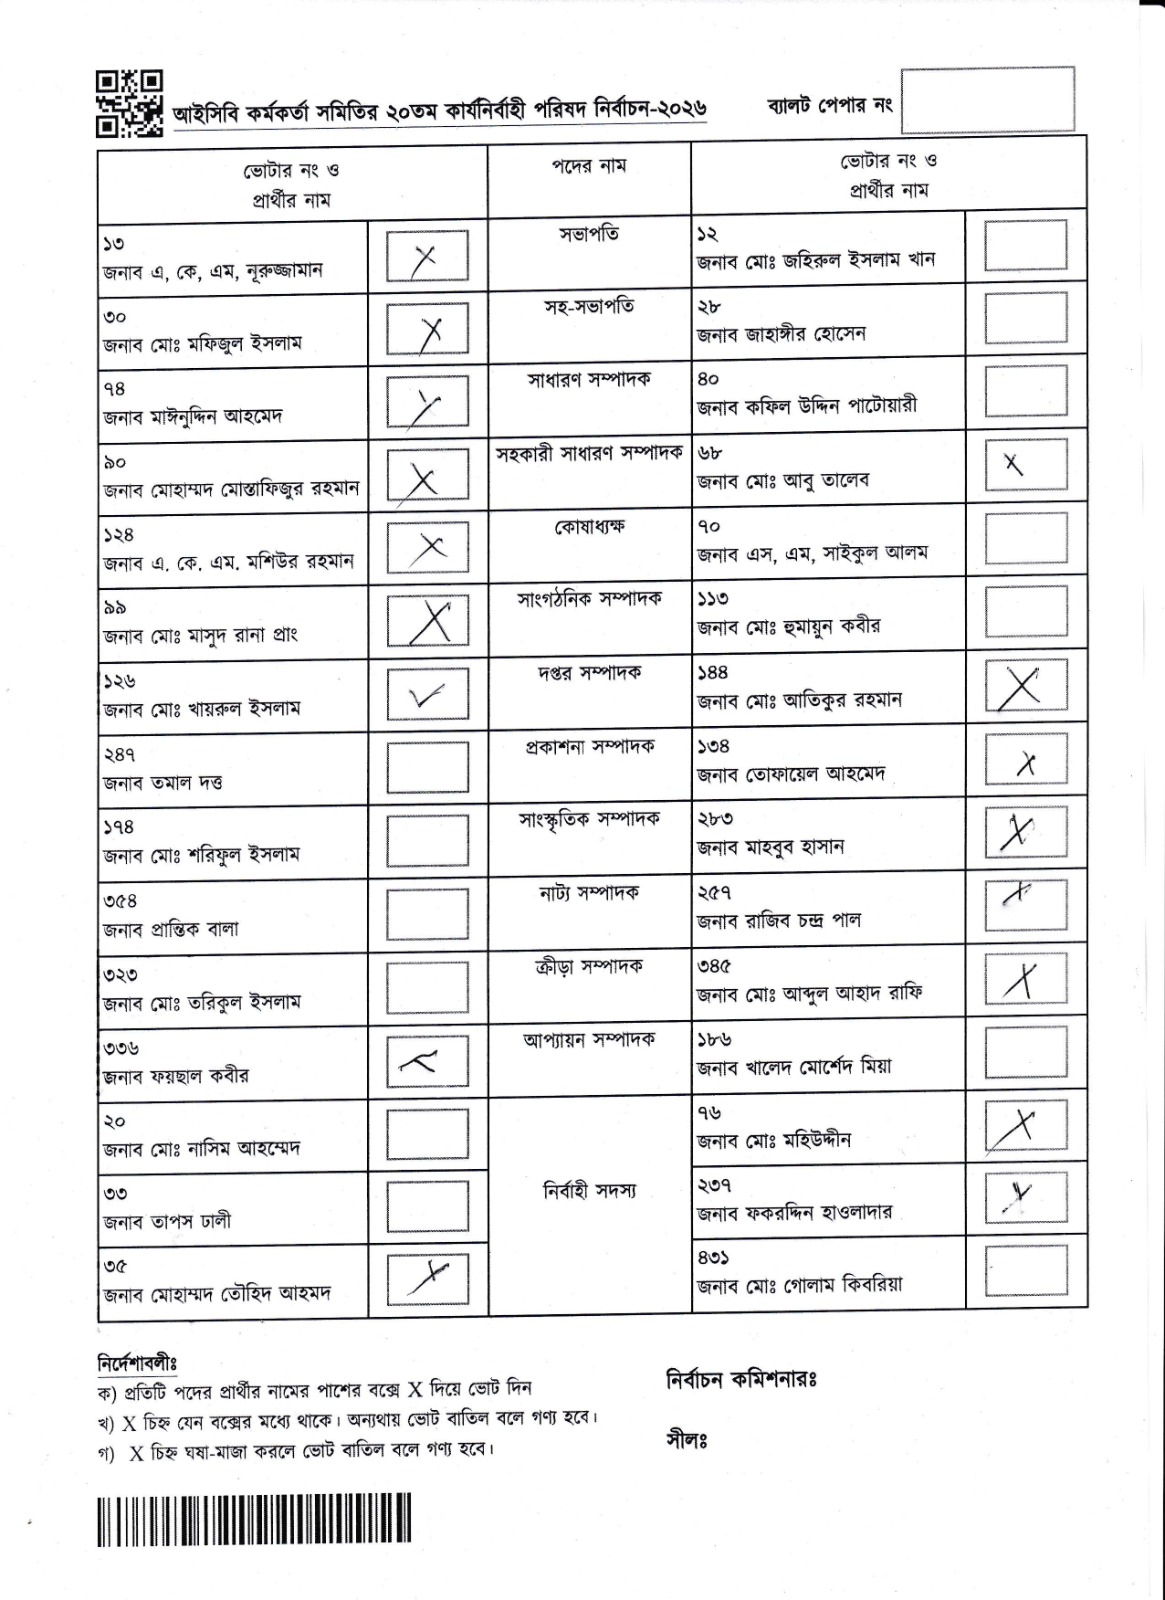 আইসিবি কর্মকর্তা সমিতির ২০তম কার্যনির্বাহী পরিষদ নির্বাচন-২০২৬
ব্যালট পেপার নং
ভোটার নং ও
প্রার্থীর নাম
পদের নাম
ভোটার নং ও
প্রার্থীর নাম
১৩
জনাব এ, কে, এম, নূরুজ্জামান
X
সভাপতি
১২
জনাব মোঃ জহিরুল ইসলাম খান
৩০
জনাব মোঃ মফিজুল ইসলাম
X
সহ-সভাপতি
২৮
জনাব জাহাঙ্গীর হোসেন
৭৪
জনাব মাঈনুদ্দিন আহমেদ
X
সাধারণ সম্পাদক
৪০
জনাব কফিল উদ্দিন পাটোয়ারী
৯০
জনাব মোহাম্মদ মোস্তাফিজুর রহমান
X
সহকারী সাধারণ সম্পাদক
৬৮
জনাব মোঃ আবু তালেব
X
১২৪
জনাব এ. কে. এম. মশিউর রহমান
X
কোষাধ্যক্ষ
৭০
জনাব এস, এম, সাইকুল আলম
৯৯
জনাব মোঃ মাসুদ রানা প্রাং
X
সাংগঠনিক সম্পাদক
১১৩
জনাব মোঃ হুমায়ুন কবীর
১২৬
জনাব মোঃ খায়রুল ইসলাম
✓
দপ্তর সম্পাদক
১৪৪
জনাব মোঃ আতিকুর রহমান
X
২৪৭
জনাব তমাল দত্ত
প্রকাশনা সম্পাদক
১৩৪
জনাব তোফায়েল আহমেদ
X
১৭৪
জনাব মোঃ শরিফুল ইসলাম
সাংস্কৃতিক সম্পাদক
২৮৩
জনাব মাহবুব হাসান
X
৩৫৪
জনাব প্রান্তিক বালা
নাট্য সম্পাদক
২৫৭
জনাব রাজিব চন্দ্র পাল
X
৩২৩
জনাব মোঃ তরিকুল ইসলাম
ক্রীড়া সম্পাদক
৩৪৫
জনাব মোঃ আব্দুল আহাদ রাফি
X
৩৩৬
জনাব ফয়ছাল কবীর
আপ্যায়ন সম্পাদক
১৮৬
জনাব খালেদ মোর্শেদ মিয়া
২০
জনাব মোঃ নাসিম আহম্মেদ
৭৬
জনাব মোঃ মহিউদ্দীন
X
৩৩
জনাব তাপস ঢালী
নির্বাহী সদস্য
২৩৭
জনাব ফকরদ্দিন হাওলাদার
X
৩৫
জনাব মোহাম্মদ তৌহিদ আহমদ
X
৪৩১
জনাব মোঃ গোলাম কিবরিয়া
নির্দেশাবলীঃ
ক) প্রতিটি পদের প্রার্থীর নামের পাশের বক্সে X দিয়ে ভোট দিন
খ) X চিহ্ন যেন বক্সের মধ্যে থাকে। অন্যথায় ভোট বাতিল বলে গণ্য হবে।
গ) X চিহ্ন ঘষা-মাজা করলে ভোট বাতিল বলে গণ্য হবে।
নির্বাচন কমিশনারঃ
সীলঃ